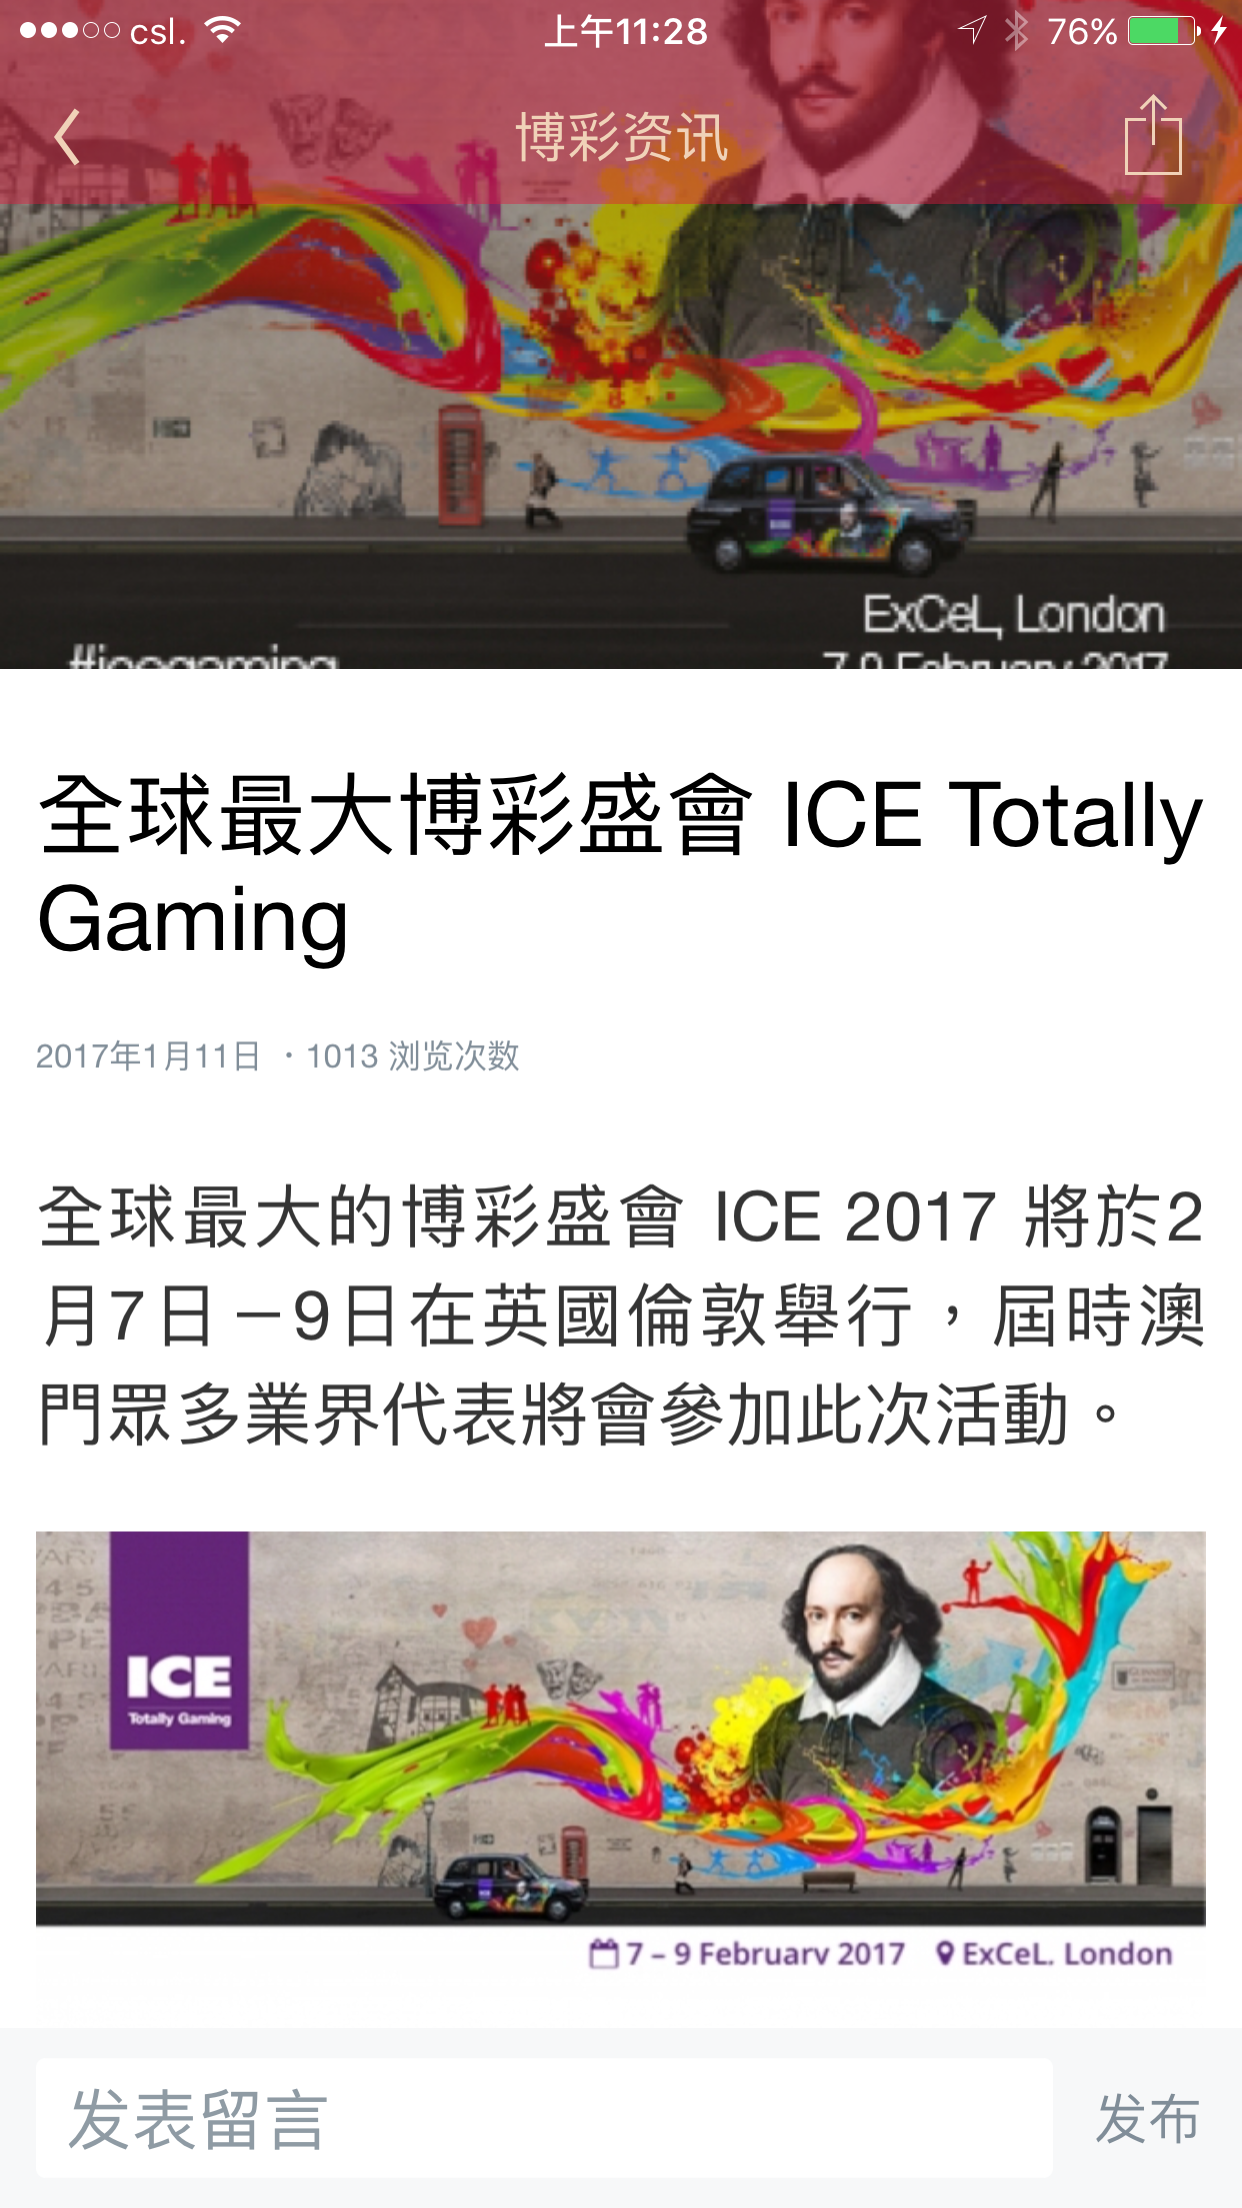 csl.
上午11:28
76%
博彩资讯
ExCeL, London
#icegaming
7-9 February 2017
全球最大博彩盛會 ICE Totally
Gaming
2017年1月11日 ・1013 浏览次数
全球最大的博彩盛會 ICE 2017 將於2
月7日－9日在英國倫敦舉行，屆時澳
門眾多業界代表將會參加此次活動。
ICE
Totally Gaming
7 – 9 February 2017
ExCeL. London
发表留言
发布